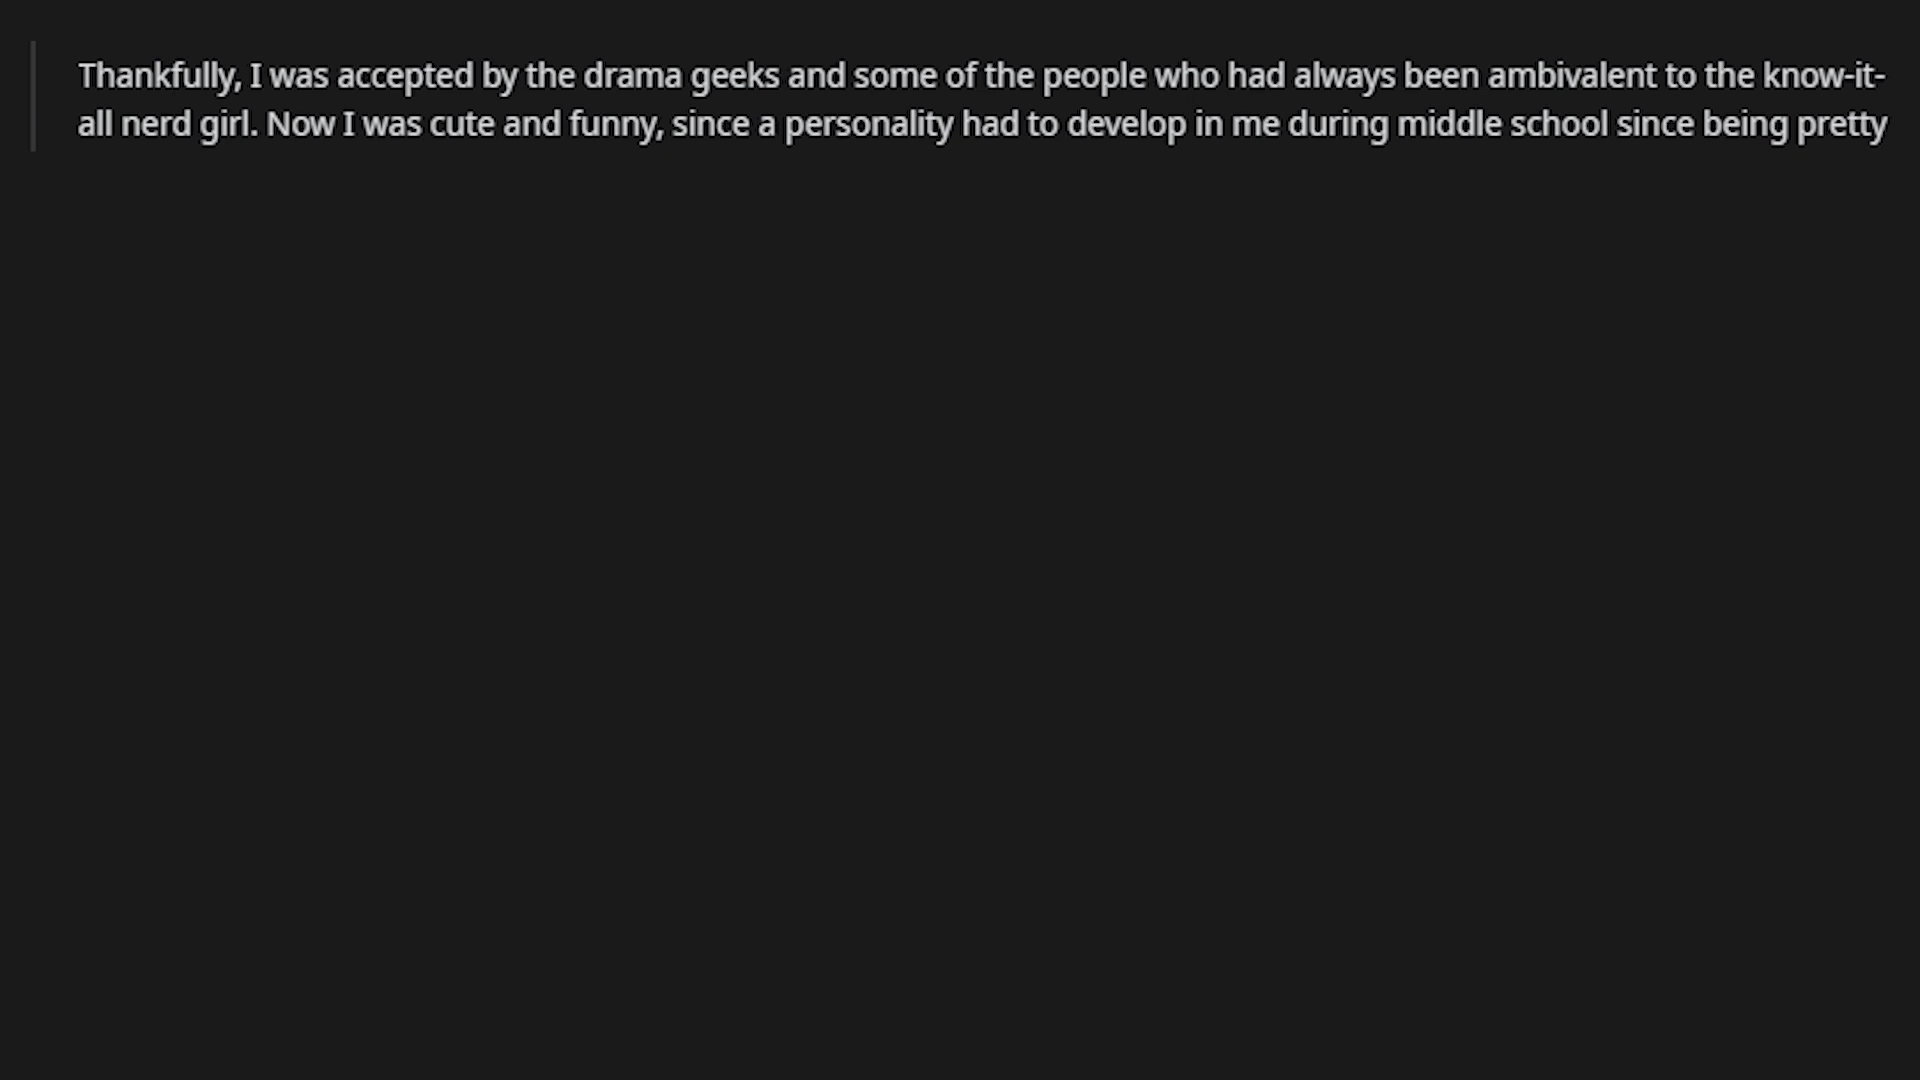 Thankfully, I was accepted by the drama geeks and some of the people who had always been ambivalent to the know-it-
all nerd girl. Now I was cute and funny, since a personality had to develop in me during middle school since being pretty